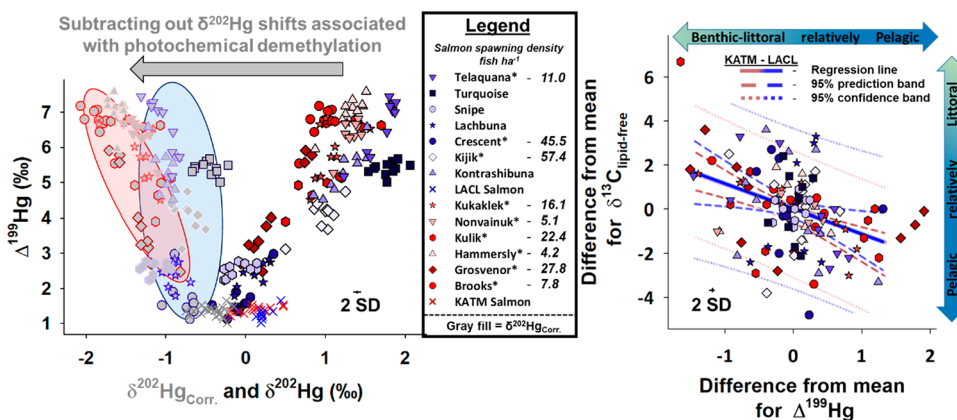 Subtracting out δ²⁰²Hg shifts associated
with photochemical demethylation
Δ¹⁹⁹Hg (‰)
7
6
5
4
3
2
1
2 SD
-2 -1 0 1 2
δ²⁰²Hg_Corr. and δ²⁰²Hg (‰)
Legend
Salmon spawning density
fish ha⁻¹
Telaquana* - 11.0
Turquoise
Snipe
Lachbuna
Crescent* - 45.5
Kijik* - 57.4
Kontrashibuna
LACL Salmon
Kukaklek* - 16.1
Nonvainuk* - 5.1
Kulik* - 22.4
Hammersly* - 4.2
Grosvenor* - 27.8
Brooks* - 7.8
KATM Salmon
Gray fill = δ²⁰²Hg_Corr.
Benthic-littoral relatively Pelagic
KATM - LACL
- Regression line
- 95% prediction band
- 95% confidence band
Difference from mean
for δ¹³C_lipid-free
6
4
2
0
-2
-4
2 SD
-1 0 1 2
Difference from mean
for Δ¹⁹⁹Hg
Littoral
relatively
Pelagic